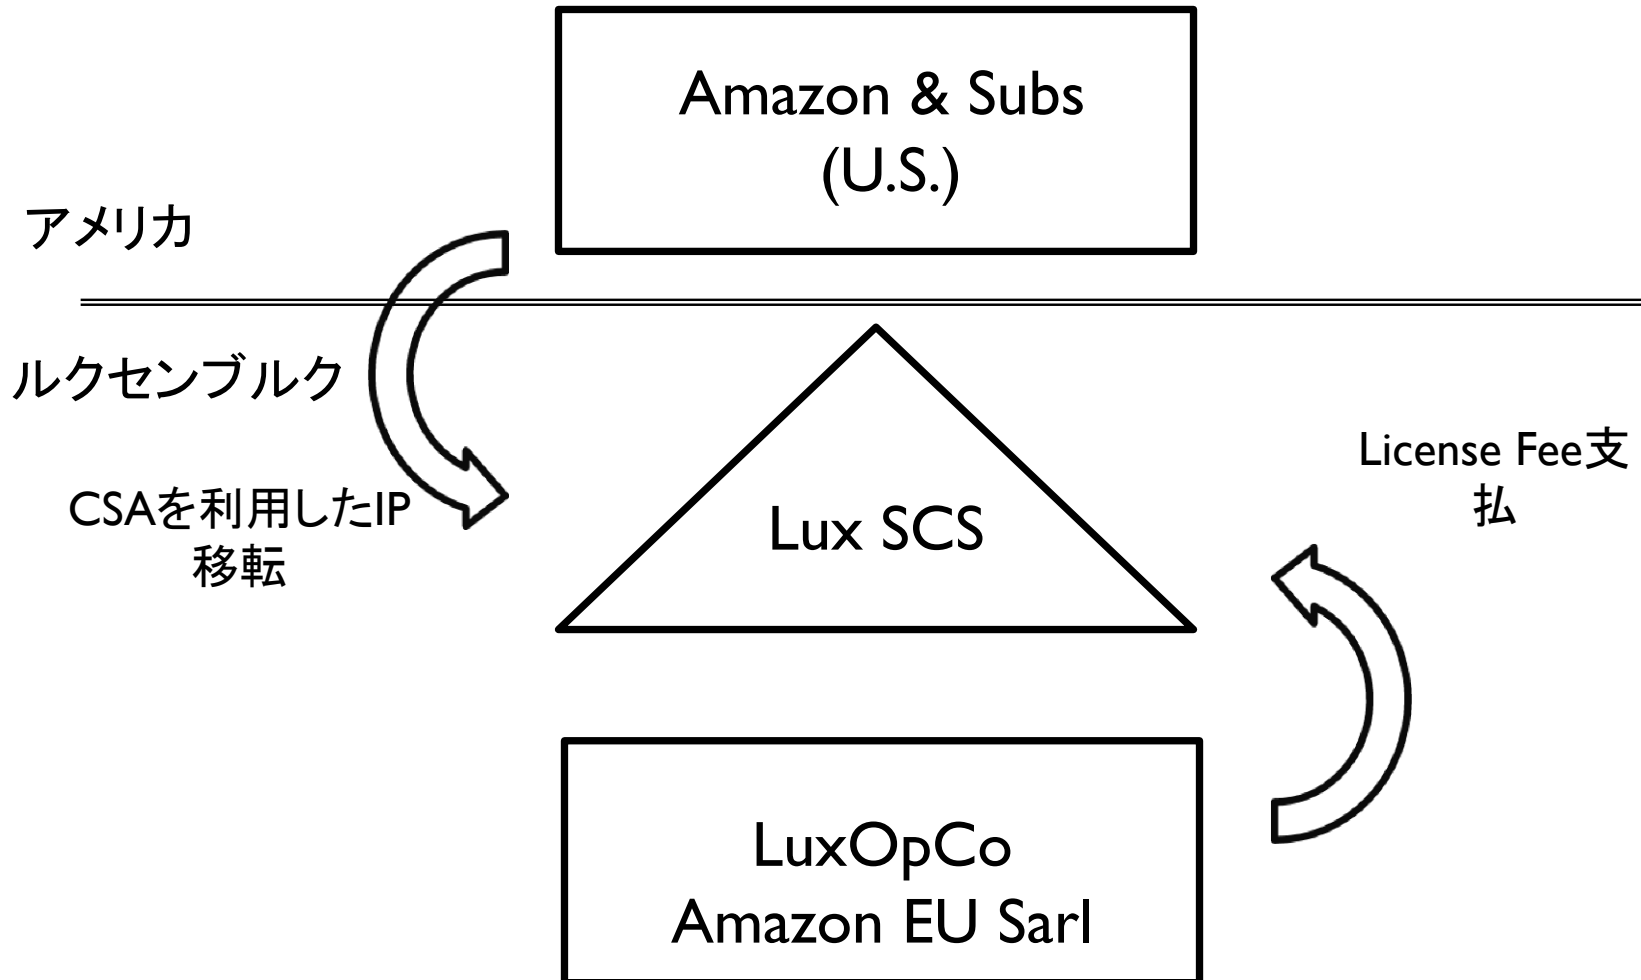 Amazon & Subs
(U.S.)
アメリカ
ルクセンブルク
CSAを利用したIP
移転
Lux SCS
License Fee支
払
LuxOpCo
Amazon EU Sarl